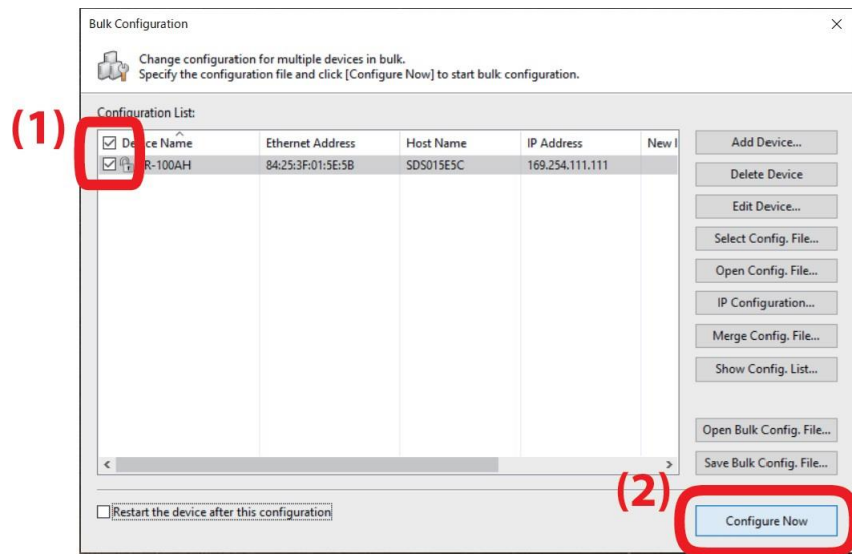 Bulk Configuration
Change configuration for multiple devices in bulk.
Specify the configuration file and click [Configure Now] to start bulk configuration.
(1)
Configuration List:
Device Name Ethernet Address Host Name IP Address New I
R-100AH 84:25:3F:01:5E:5B SDS015E5C 169.254.111.111
Add Device...
Delete Device
Edit Device...
Select Config. File...
Open Config. File...
IP Configuration...
Merge Config. File...
Show Config. List...
Open Bulk Config. File...
Save Bulk Config. File...
Restart the device after this configuration
(2)
Configure Now